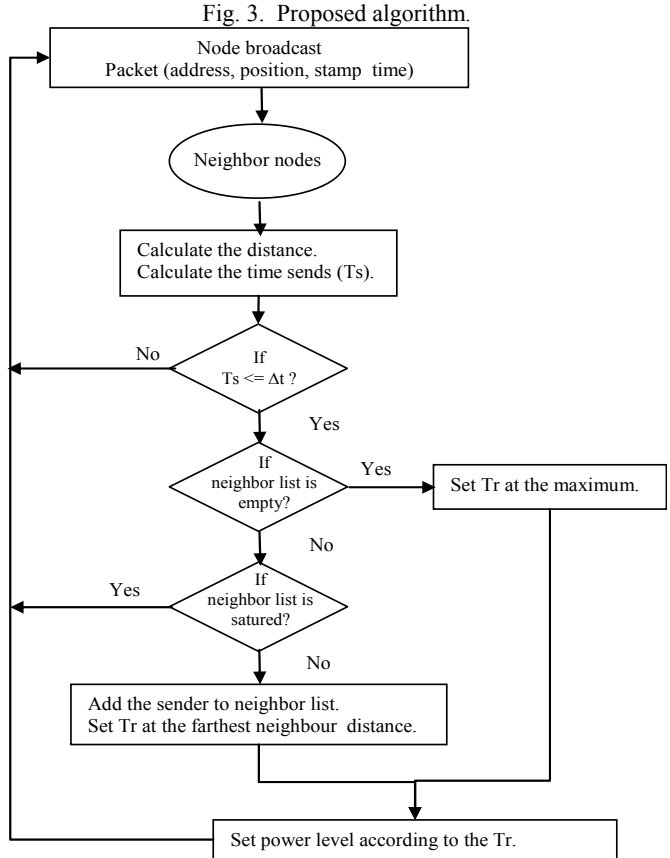 Fig. 3. Proposed algorithm.
Node broadcast
Packet (address, position, stamp time)
Neighbor nodes
Calculate the distance.
Calculate the time sends (Ts).
No
If
Ts <= Δt ?
Yes
If
neighbor list is
empty?
Yes
Set Tr at the maximum.
No
Yes
If
neighbor list is
satured?
No
Add the sender to neighbor list.
Set Tr at the farthest neighbour distance.
Set power level according to the Tr.